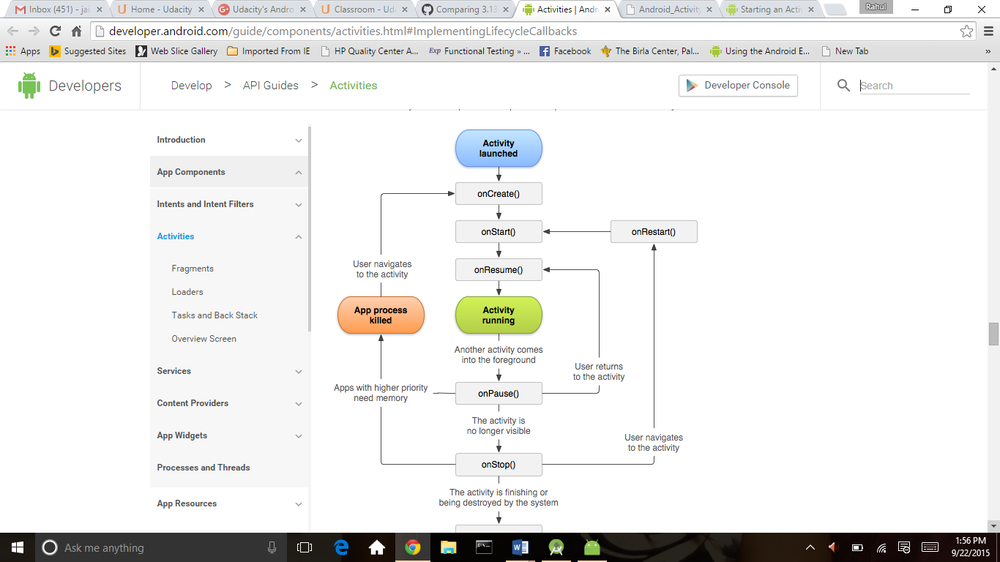 Inbox (451) - jai
Home - Udacity
Udacity's Andro
Classroom - Ud
Comparing 3.13
Activities | Andr
Android_Activity
Starting an Acti
Rahul
developer.android.com/guide/components/activities.html#ImplementingLifecycleCallbacks
Apps
Suggested Sites
Web Slice Gallery
Imported From IE
HP Quality Center A...
Exp Functional Testing » ...
Facebook
The Birla Center, Pal...
Using the Android E...
New Tab
»
Developers
Develop > API Guides > Activities
Developer Console
Search
Introduction
App Components
Intents and Intent Filters
Activities
Fragments
Loaders
Tasks and Back Stack
Overview Screen
Services
Content Providers
App Widgets
Processes and Threads
App Resources
Activity
launched
onCreate()
onStart()
onRestart()
onResume()
User navigates
to the activity
App process
killed
Activity
running
Another activity comes
into the foreground
User returns
to the activity
Apps with higher priority
need memory
onPause()
The activity is
no longer visible
User navigates
to the activity
onStop()
The activity is finishing or
being destroyed by the system
Ask me anything
1:56 PM
9/22/2015